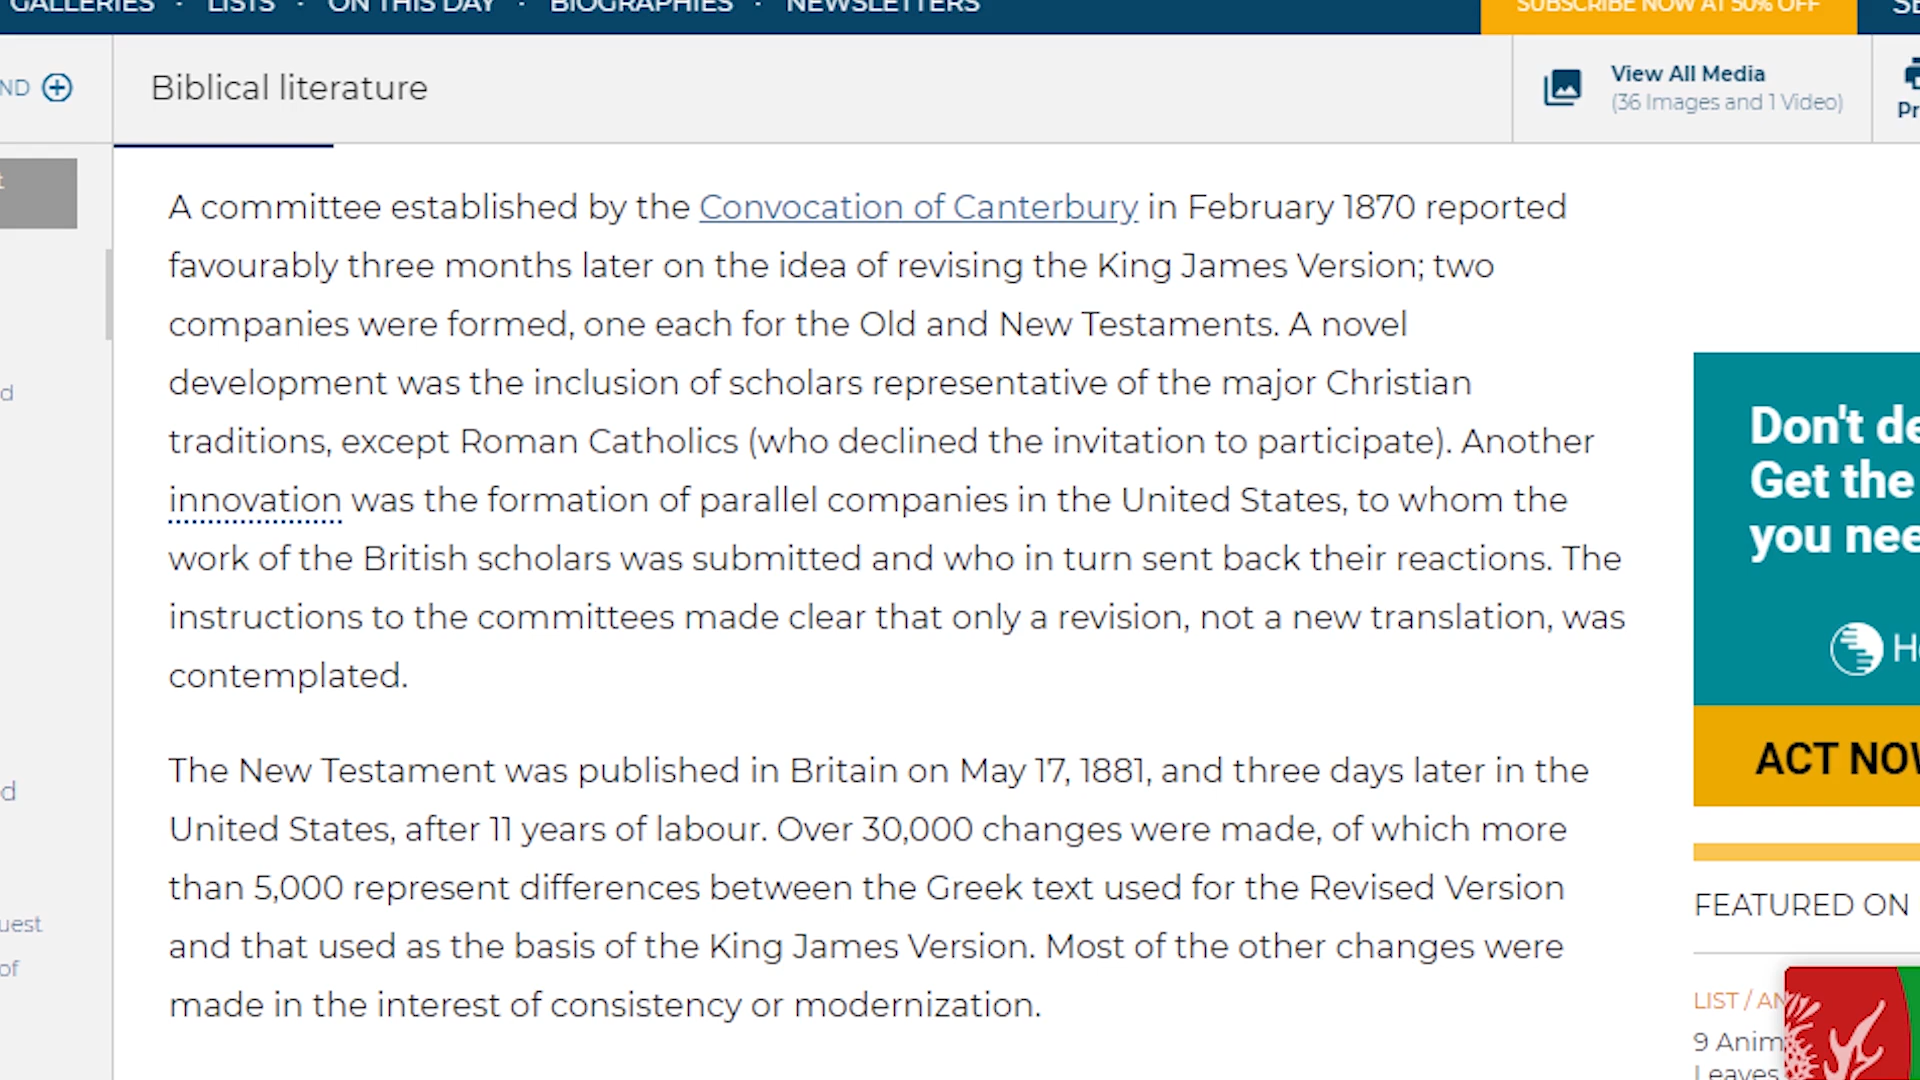 GALLERIES · LISTS · ON THIS DAY · BIOGRAPHIES · NEWSLETTERS
SUBSCRIBE NOW AT 50% OFF
Biblical literature
View All Media
(36 Images and 1 Video)
A committee established by the Convocation of Canterbury in February 1870 reported
favourably three months later on the idea of revising the King James Version; two
companies were formed, one each for the Old and New Testaments. A novel
development was the inclusion of scholars representative of the major Christian
traditions, except Roman Catholics (who declined the invitation to participate). Another
innovation was the formation of parallel companies in the United States, to whom the
work of the British scholars was submitted and who in turn sent back their reactions. The
instructions to the committees made clear that only a revision, not a new translation, was
contemplated.
The New Testament was published in Britain on May 17, 1881, and three days later in the
United States, after 11 years of labour. Over 30,000 changes were made, of which more
than 5,000 represent differences between the Greek text used for the Revised Version
and that used as the basis of the King James Version. Most of the other changes were
made in the interest of consistency or modernization.
of
Don't
Get the
you
ACT
FEATURED ON
LIST /
9
Leaves